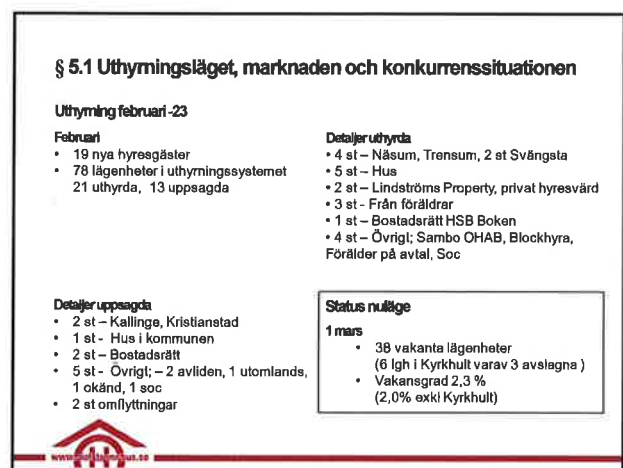 § 5.1 Uthyrningsläget, marknaden och konkurrenssituationen
Uthyrning februari -23
Februari
• 19 nya hyresgäster
• 78 lägenheter i uthyrningssystemet
21 uthyrda, 13 uppsagda
Detaljer uthyrda
• 4 st – Näsum, Trensum, 2 st Svängsta
• 5 st – Hus
• 2 st – Lindströms Property, privat hyresvärd
• 3 st - Från föräldrar
• 1 st – Bostadsrätt HSB Boken
• 4 st – Övrigt; Sambo OHAB, Blockhyra,
Förälder på avtal, Soc
Detaljer uppsagda
• 2 st – Kallinge, Kristianstad
• 1 st - Hus i kommunen
• 2 st – Bostadsrätt
• 5 st - Övrigt; – 2 avliden, 1 utomlands,
1 okänd, 1 soc
• 2 st omflyttningar
Status nuläge
1 mars
• 38 vakanta lägenheter
(6 lgh i Kyrkhult varav 3 avslagna )
• Vakansgrad 2,3 %
(2,0% exkl Kyrkhult)